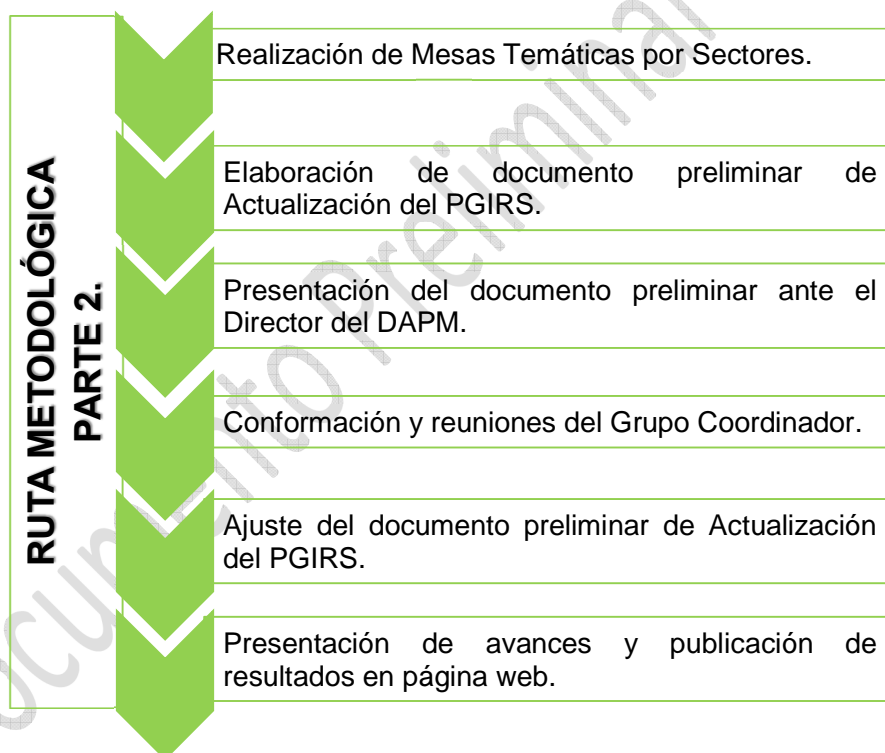 RUTA METODOLÓGICA
PARTE 2.
Realización de Mesas Temáticas por Sectores.
Elaboración de documento preliminar de
Actualización del PGIRS.
Presentación del documento preliminar ante el
Director del DAPM.
Conformación y reuniones del Grupo Coordinador.
Ajuste del documento preliminar de Actualización
del PGIRS.
Presentación de avances y publicación de
resultados en página web.
ocumento Preliminar